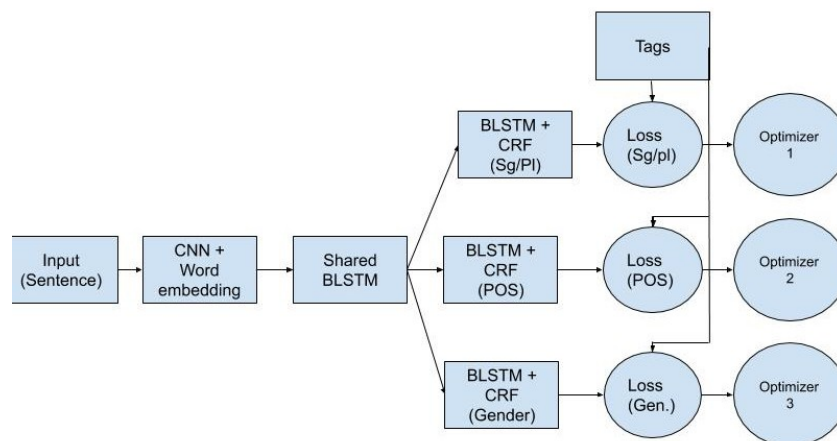 Tags
BLSTM +
CRF
(Sg/Pl)
Loss
(Sg/pl)
Optimizer
1
Input
(Sentence)
CNN +
Word
embedding
Shared
BLSTM
BLSTM +
CRF
(POS)
Loss
(POS)
Optimizer
2
BLSTM +
CRF
(Gender)
Loss
(Gen.)
Optimizer
3